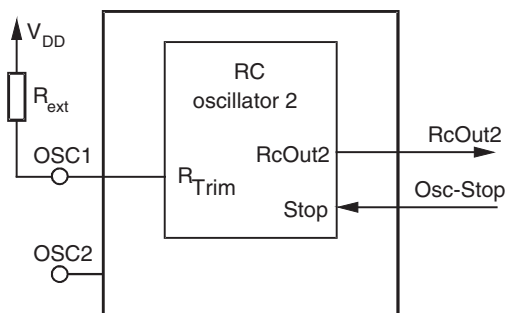 VDD
Rext
OSC1
OSC2
RC
oscillator 2
RcOut2
RTrim
Stop
RcOut2
Osc-Stop